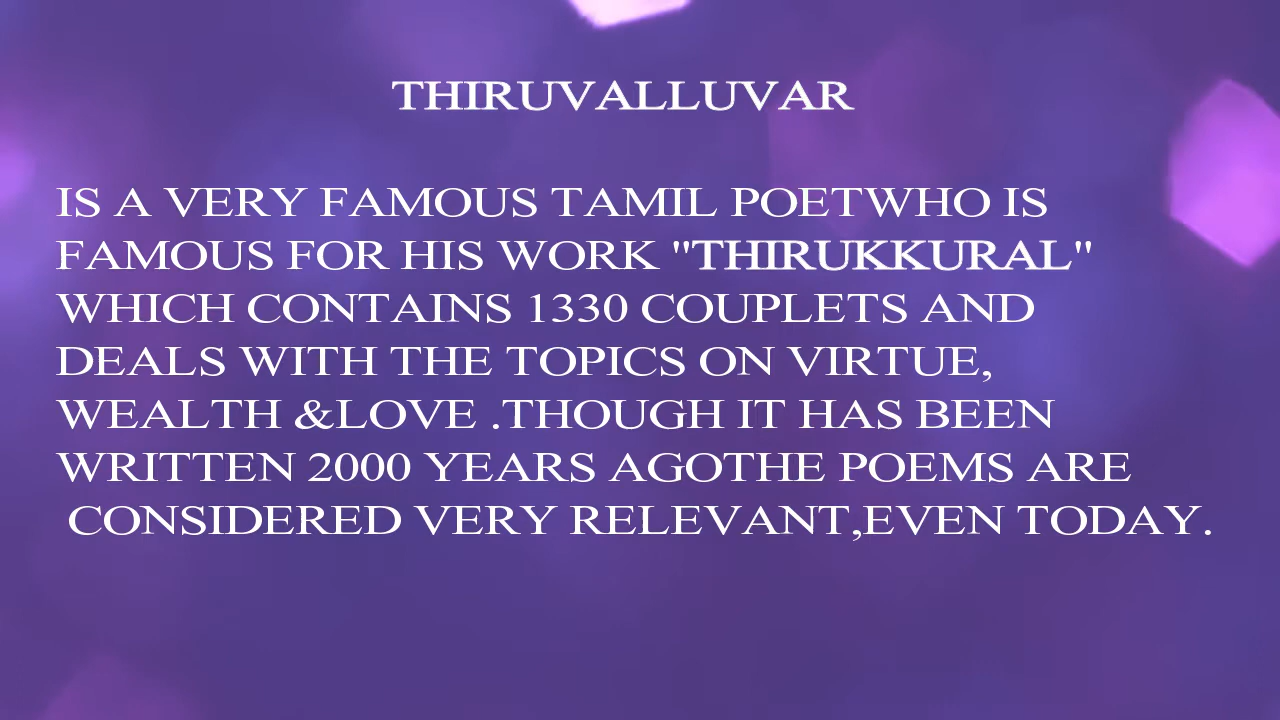 THIRUVALLUVAR
IS A VERY FAMOUS TAMIL POETWHO IS
FAMOUS FOR HIS WORK "THIRUKKURAL"
WHICH CONTAINS 1330 COUPLETS AND
DEALS WITH THE TOPICS ON VIRTUE,
WEALTH &LOVE .THOUGH IT HAS BEEN
WRITTEN 2000 YEARS AGOTHE POEMS ARE
CONSIDERED VERY RELEVANT,EVEN TODAY.